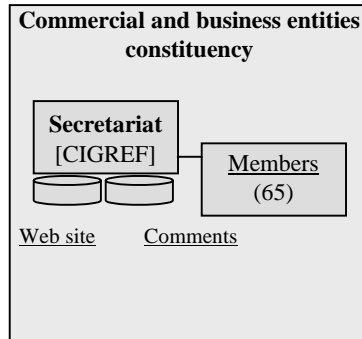 Commercial and business entities
constituency
Secretariat
[CIGREF]
Members
(65)
Web site
Comments